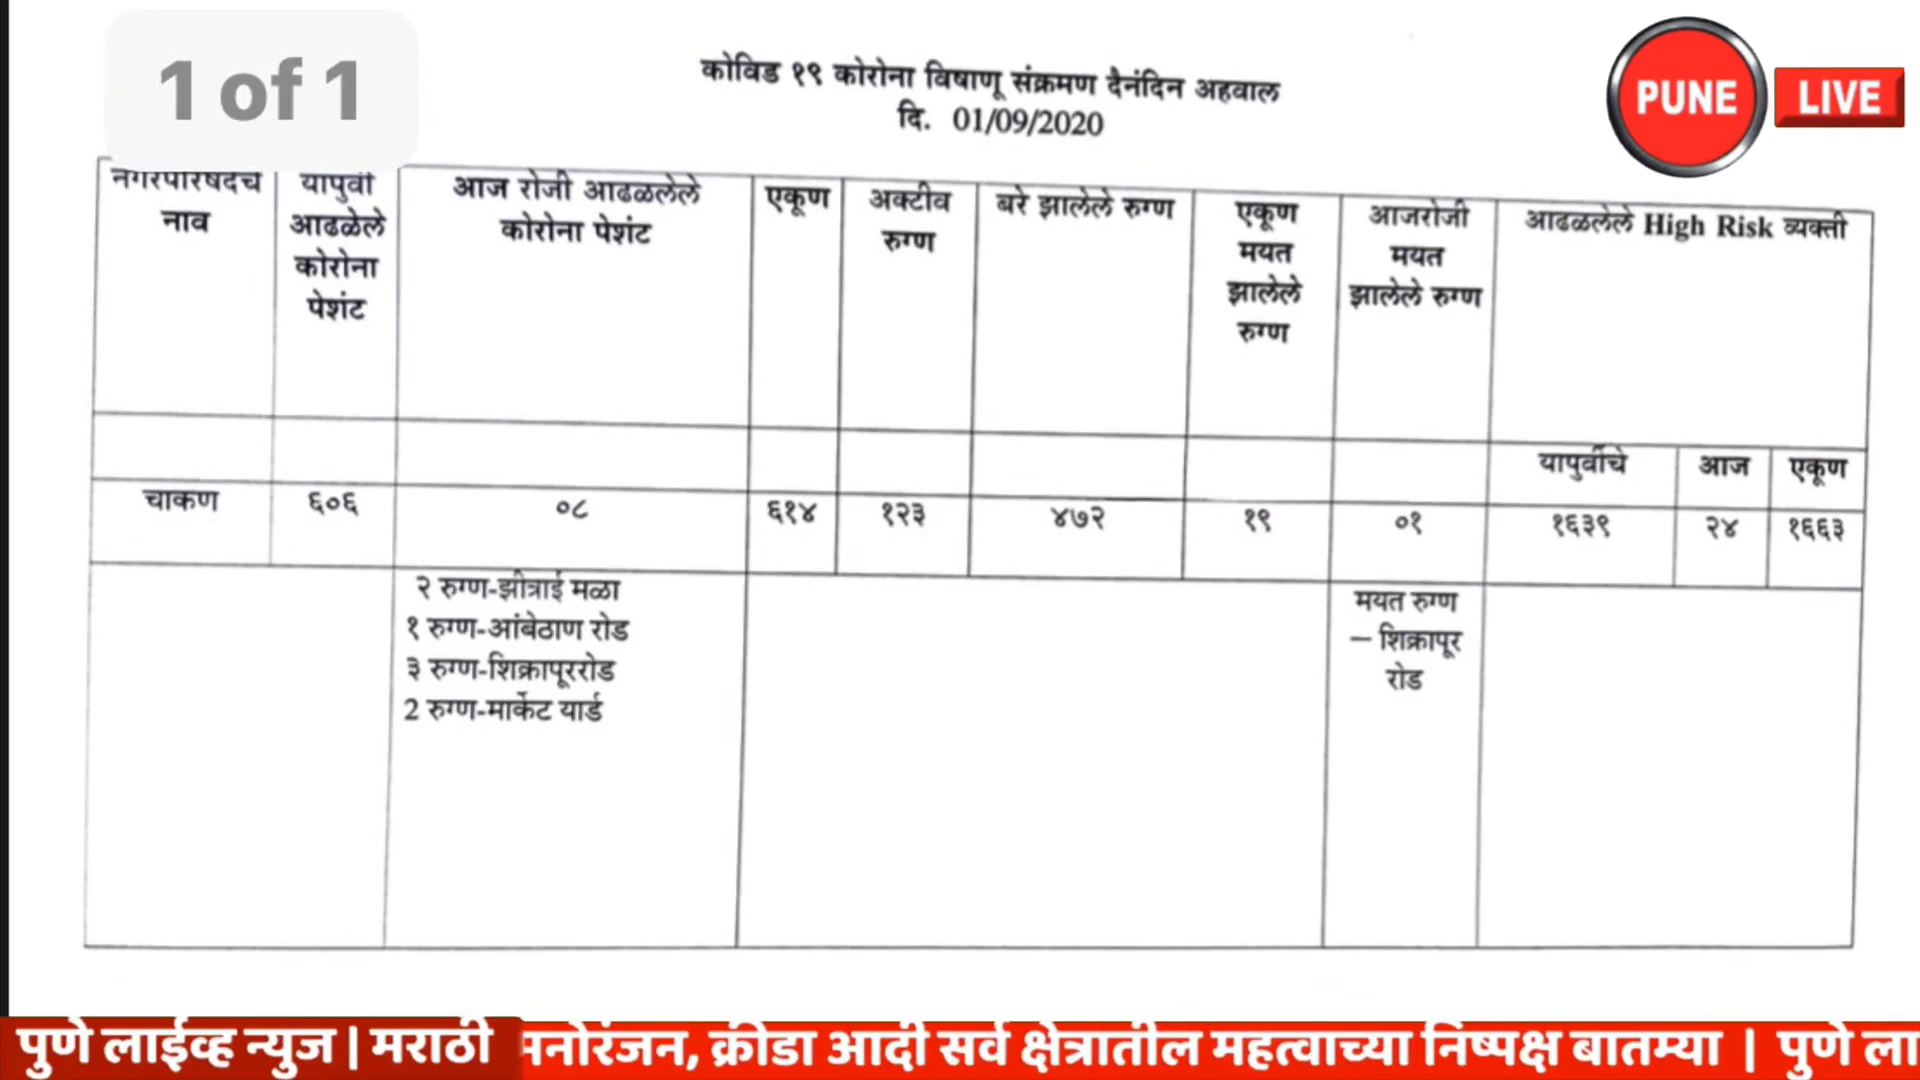 1 of 1
कोविड १९ कोरोना विषाणू संक्रमण दैनंदिन अहवाल
दि. 01/09/2020
PUNE LIVE
नगरपारषदचे
नाव
यापुर्वी
आढळेले
कोरोना
पेशंट
आज रोजी आढळलेले
कोरोना पेशंट
एकूण
अक्टीव
रुग्ण
बरे झालेले रुग्ण
एकूण
मयत
झालेले
रुग्ण
आजरोजी
मयत
झालेले रुग्ण
आढळलेले High Risk व्यक्ती
यापुर्वीचे आज एकूण
चाकण ६०६ ०८ ६१४ १२३ ४७२ १९ ०१ १६३९ २४ १६६३
२ रुग्ण-झीत्राई मळा
१ रुग्ण-आंबेठाण रोड
३ रुग्ण-शिक्रापूररोड
2 रुग्ण-मार्केट यार्ड
मयत रुग्ण
– शिक्रापूर
रोड
पुणे लाईव्ह न्युज | मराठी मनोरंजन, क्रीडा आदी सर्व क्षेत्रातील महत्वाच्या निष्पक्ष बातम्या | पुणे ला